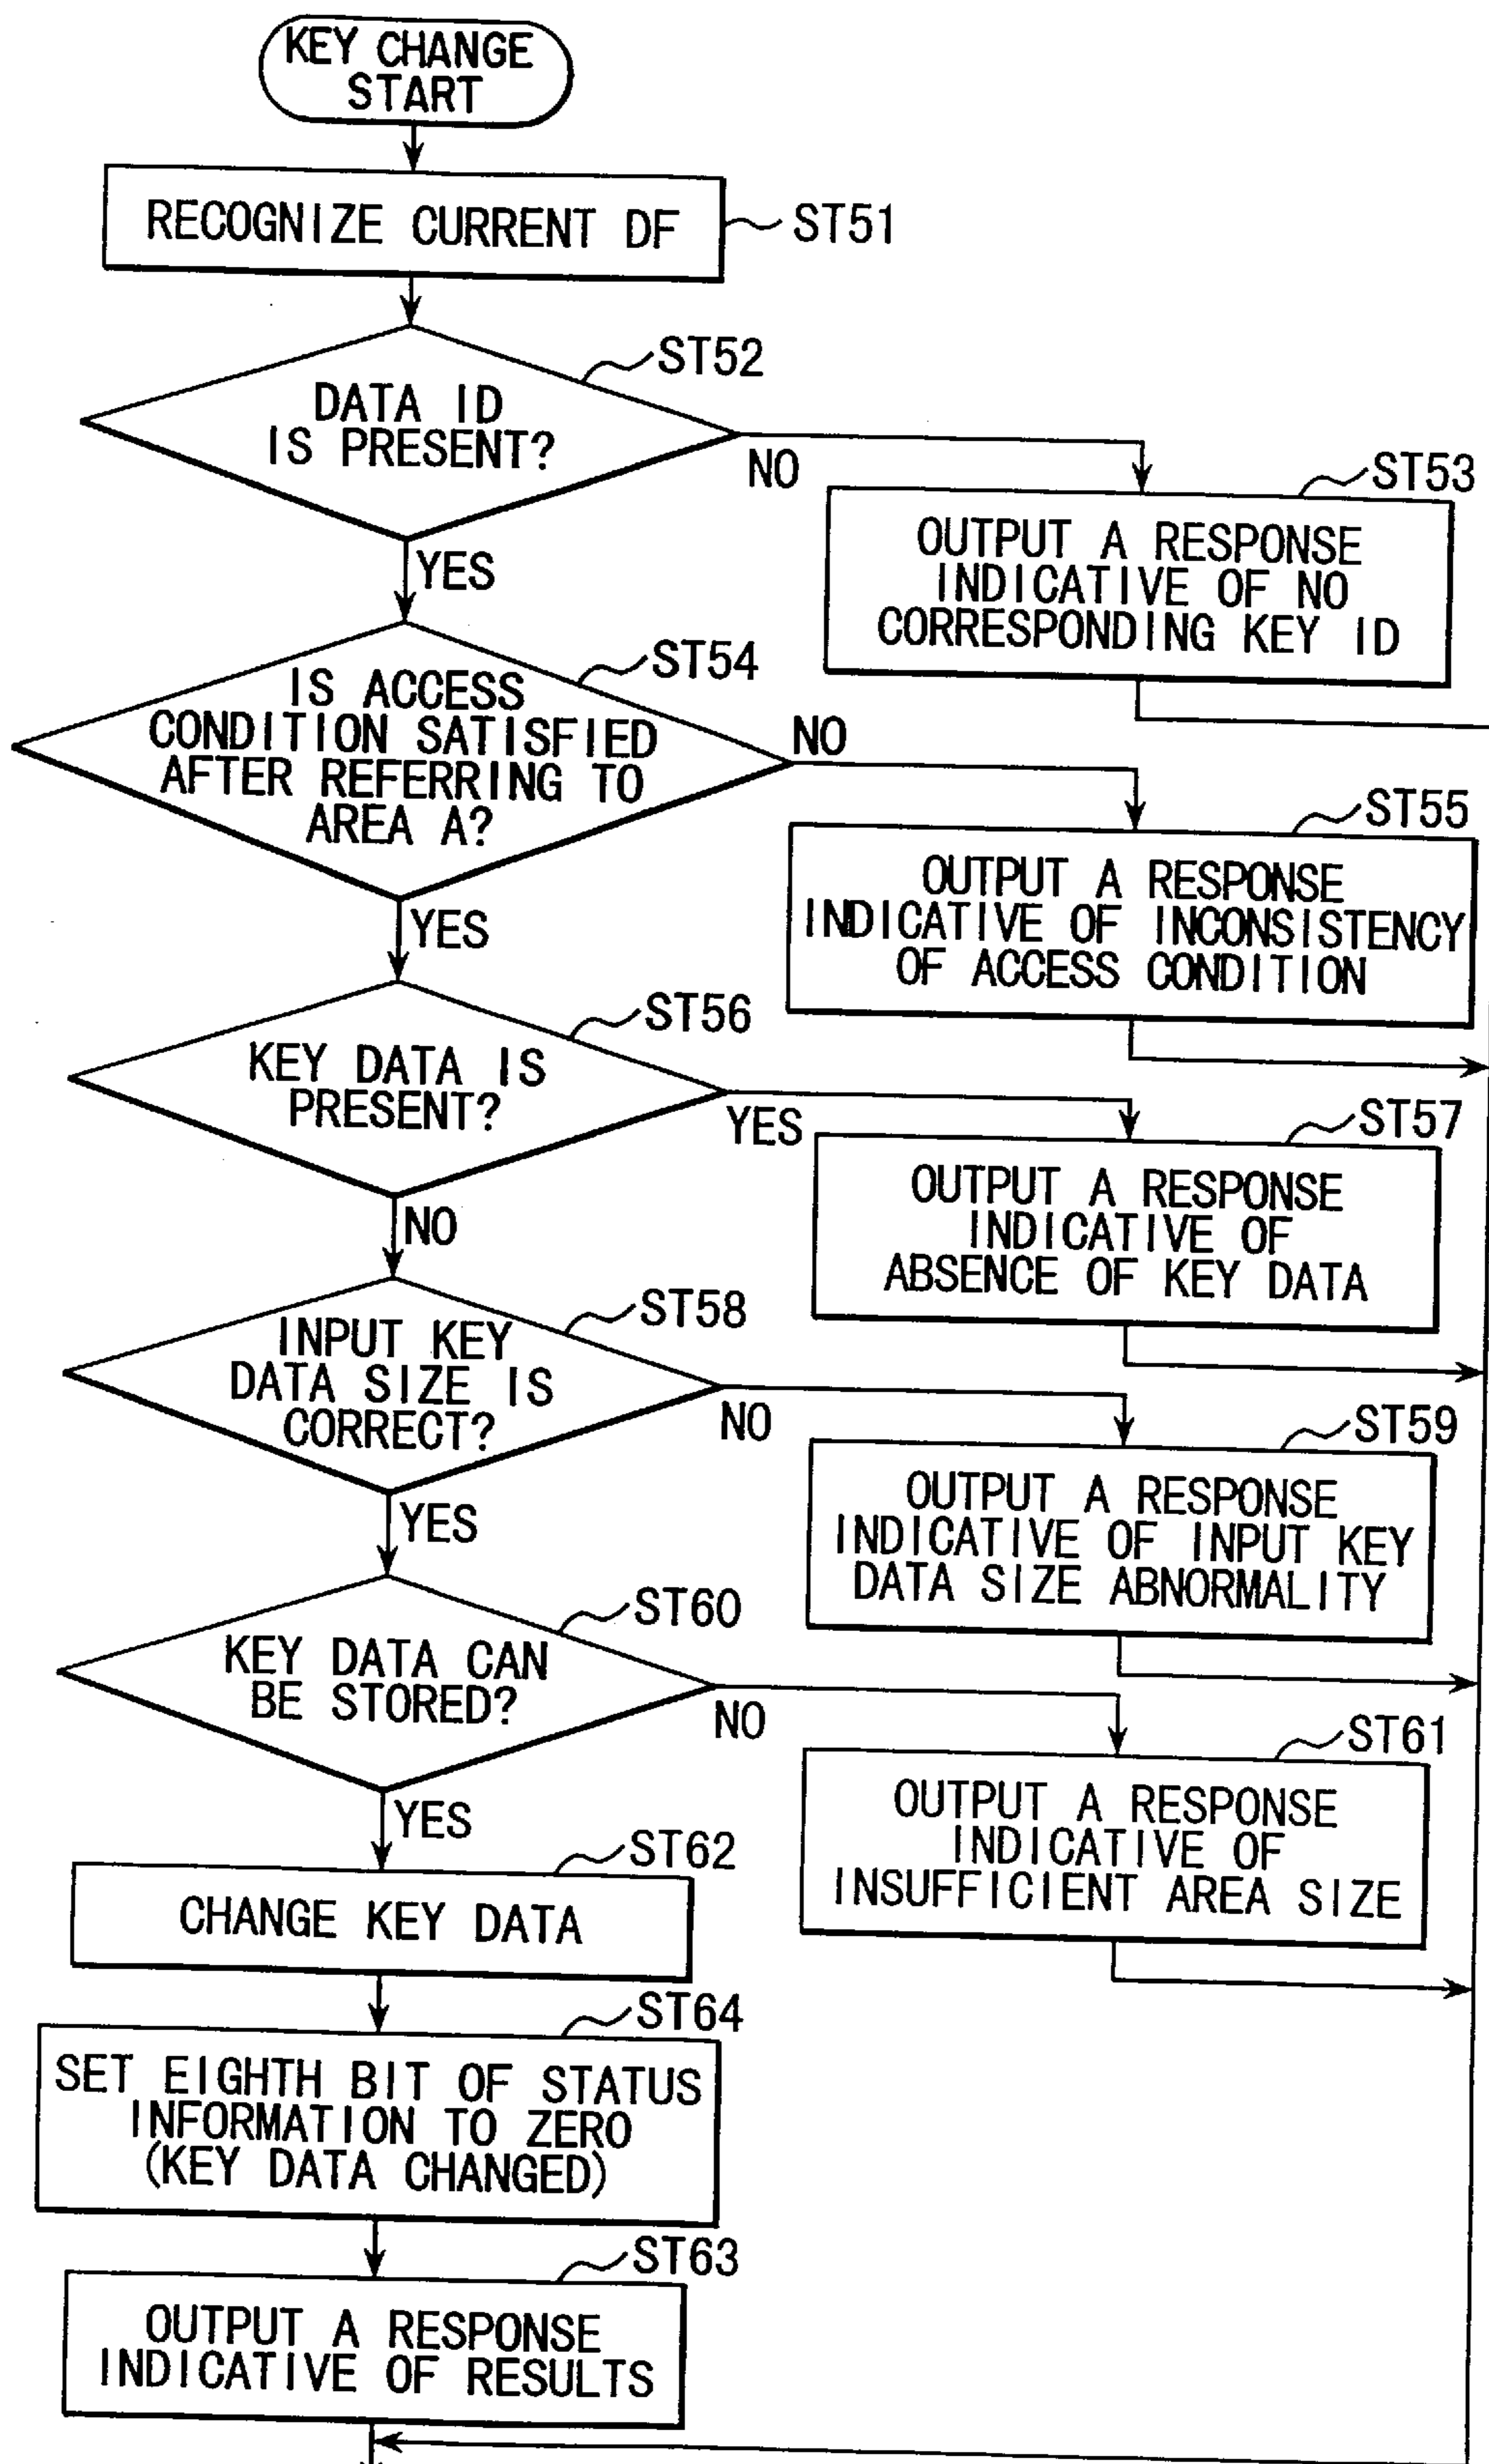 KEY CHANGE
START
RECOGNIZE CURRENT DF
ST51
ST52
DATA ID
IS PRESENT?
NO
YES
ST53
OUTPUT A RESPONSE
INDICATIVE OF NO
CORRESPONDING KEY ID
ST54
IS ACCESS
CONDITION SATISFIED
AFTER REFERRING TO
AREA A?
NO
YES
ST55
OUTPUT A RESPONSE
INDICATIVE OF INCONSISTENCY
OF ACCESS CONDITION
ST56
KEY DATA IS
PRESENT?
YES
NO
ST57
OUTPUT A RESPONSE
INDICATIVE OF
ABSENCE OF KEY DATA
ST58
INPUT KEY
DATA SIZE IS
CORRECT?
NO
YES
ST59
OUTPUT A RESPONSE
INDICATIVE OF INPUT KEY
DATA SIZE ABNORMALITY
ST60
KEY DATA CAN
BE STORED?
NO
YES
ST61
OUTPUT A RESPONSE
INDICATIVE OF
INSUFFICIENT AREA SIZE
ST62
CHANGE KEY DATA
ST64
SET EIGHTH BIT OF STATUS
INFORMATION TO ZERO
(KEY DATA CHANGED)
ST63
OUTPUT A RESPONSE
INDICATIVE OF RESULTS